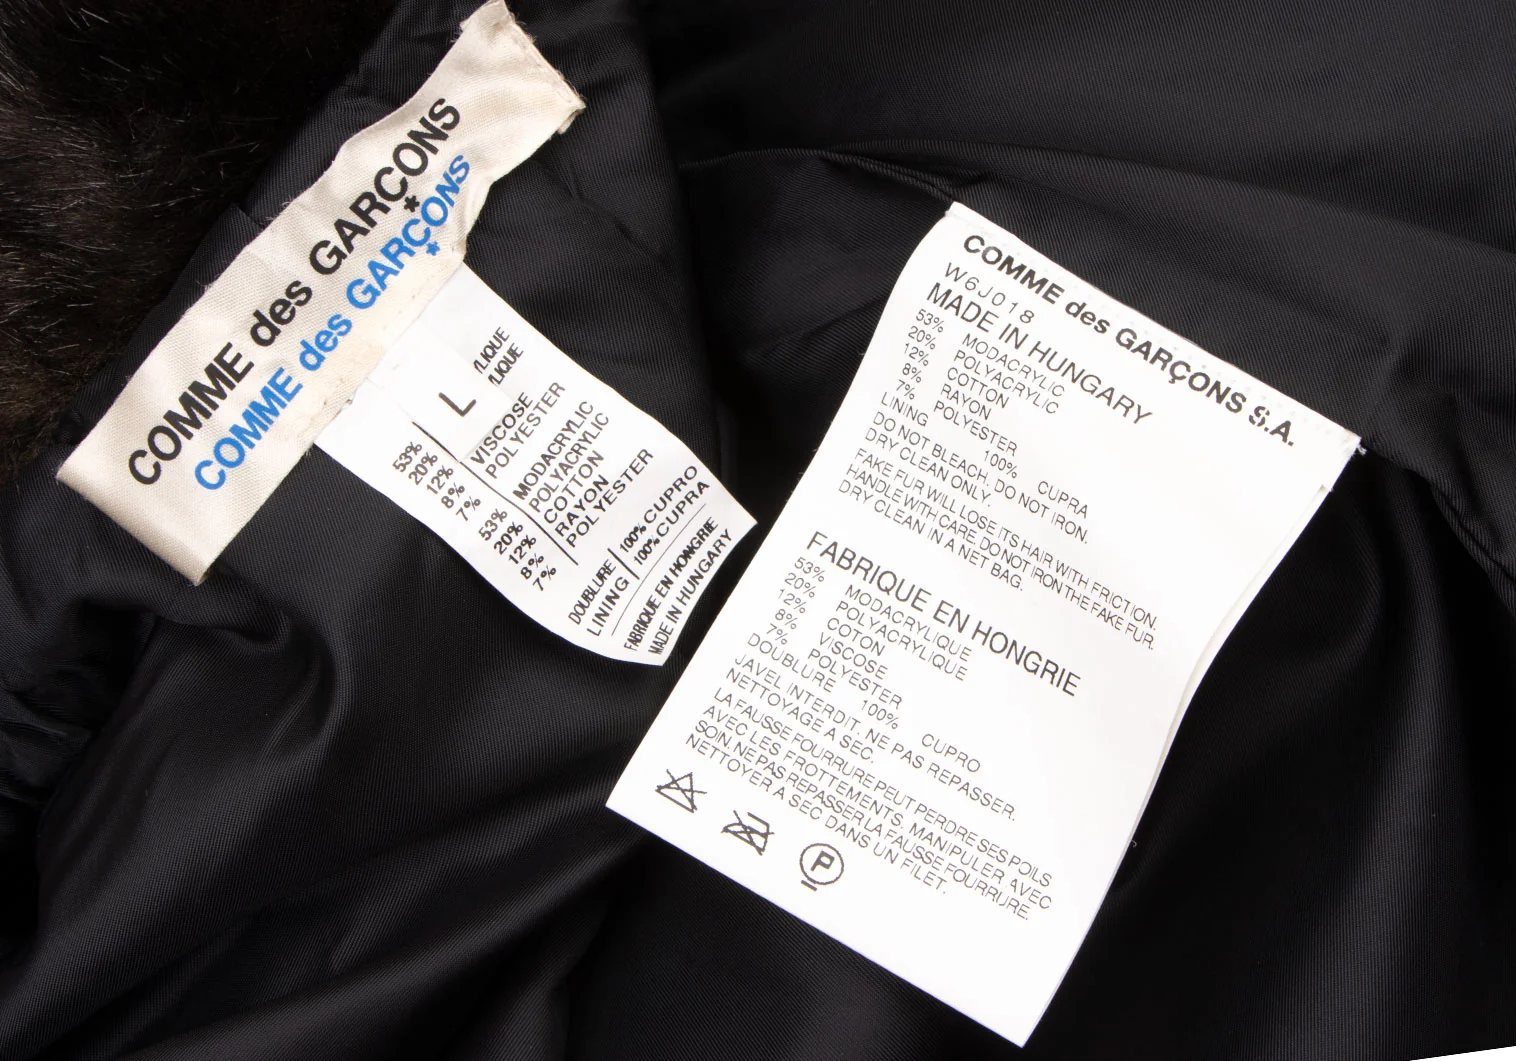 COMME des GARÇONS
COMME des GARÇONS
L
LIQUE
LIQUE
VISCOSE
POLYESTER
53% MODACRYLIC
20% POLYACRYLIC
12% COTTON
8% RAYON
7% POLYESTER
53%
20%
12%
8%
7%
DOUBLURE 100% CUPRO
LINING 100% CUPRA
FABRIQUE EN HONGRIE
MADE IN HUNGARY
COMME des GARÇONS S.A.
W6J018
MADE IN HUNGARY
53% MODACRYLIC
20% POLYACRYLIC
12% COTTON
8% RAYON
7% POLYESTER
LINING 100% CUPRA
DO NOT BLEACH. DO NOT IRON.
DRY CLEAN ONLY.
FAKE FUR WILL LOSE ITS HAIR WITH FRICTION.
HANDLE WITH CARE. DO NOT IRON THE FAKE FUR.
DRY CLEAN IN A NET BAG.
FABRIQUE EN HONGRIE
53% MODACRYLIQUE
20% POLYACRYLIQUE
12% COTON
8% VISCOSE
7% POLYESTER
DOUBLURE 100% CUPRO
JAVEL INTERDIT. NE PAS REPASSER.
NETTOYAGE A SEC.
LA FAUSSE FOURRURE PEUT PERDRE SES POILS
AVEC LES FROTTEMENTS. MANIPULER AVEC
SOIN. NE PAS REPASSER LA FAUSSE FOURRURE.
NETTOYER A SEC DANS UN FILET.
P